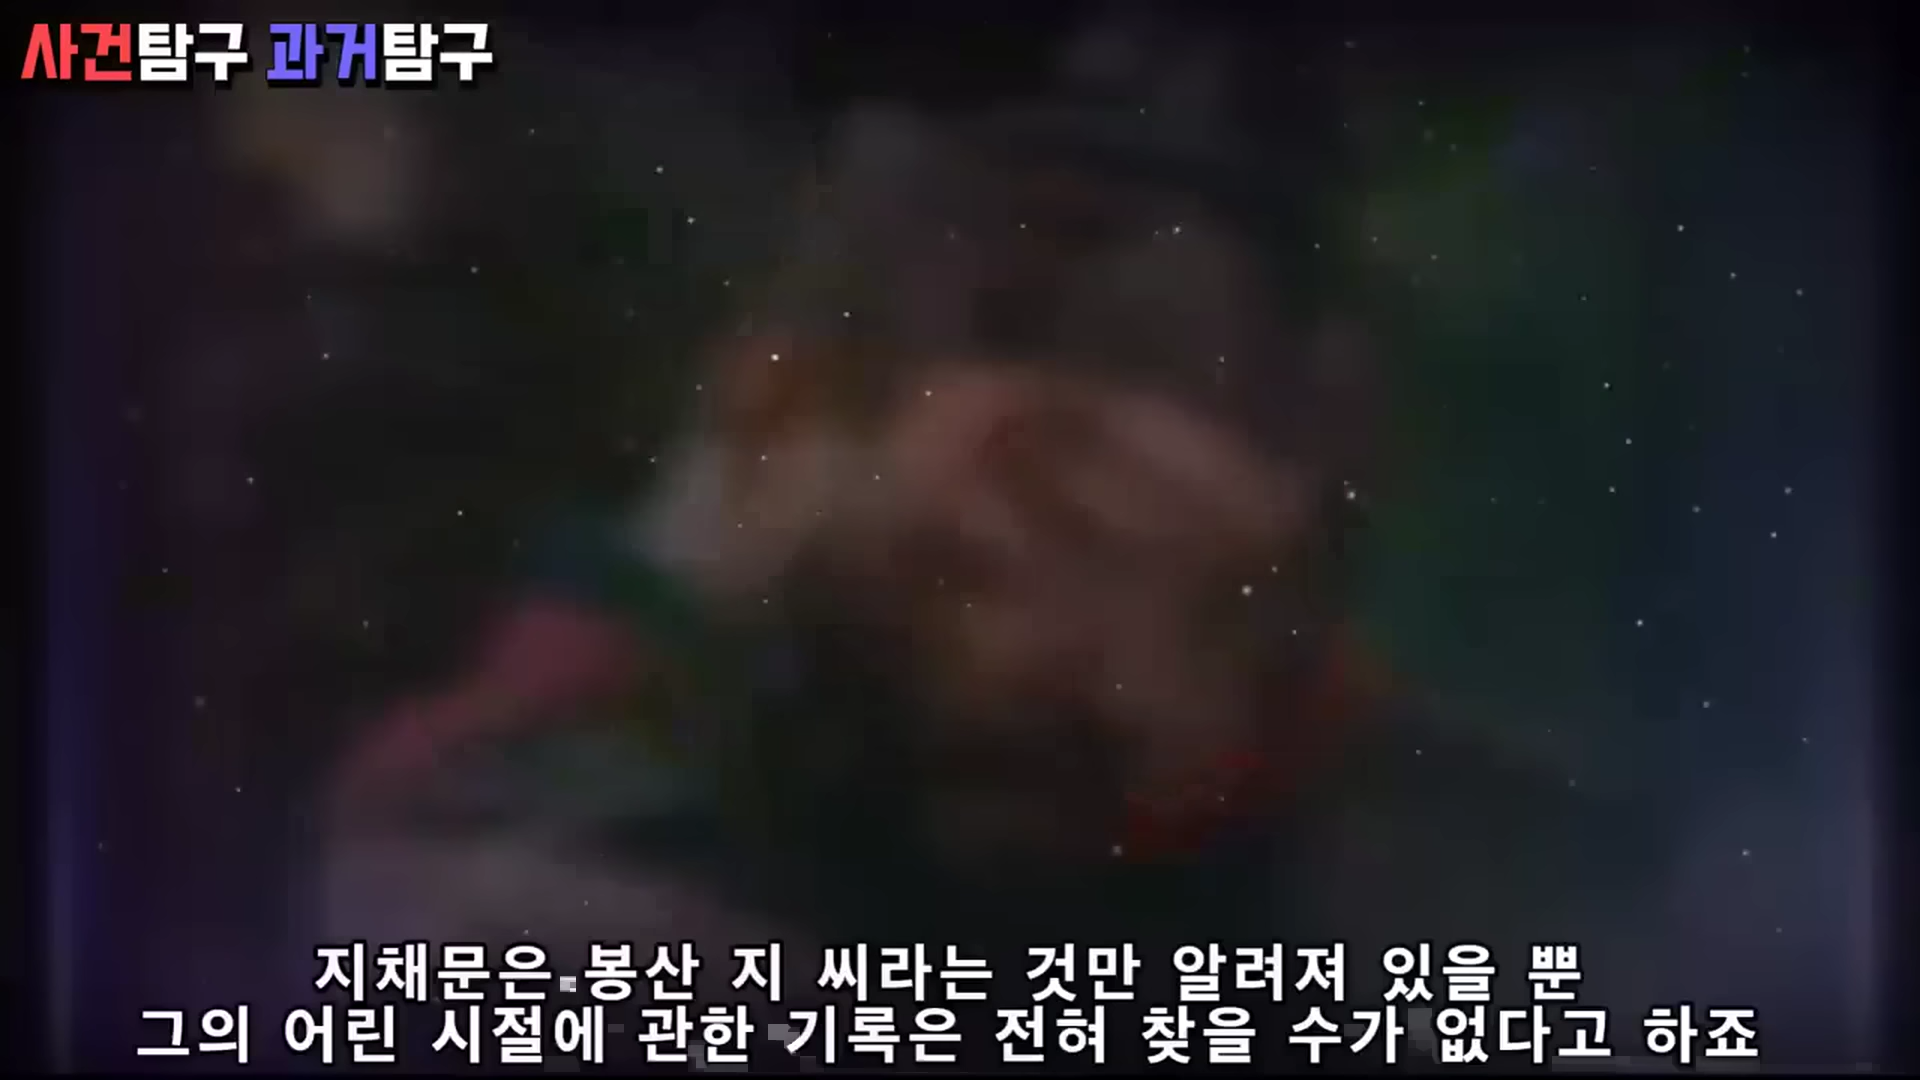 사건탐구 과거탐구
지채문은 봉산 지 씨라는 것만 알려져 있을 뿐
그의 어린 시절에 관한 기록은 전혀 찾을 수가 없다고 하죠